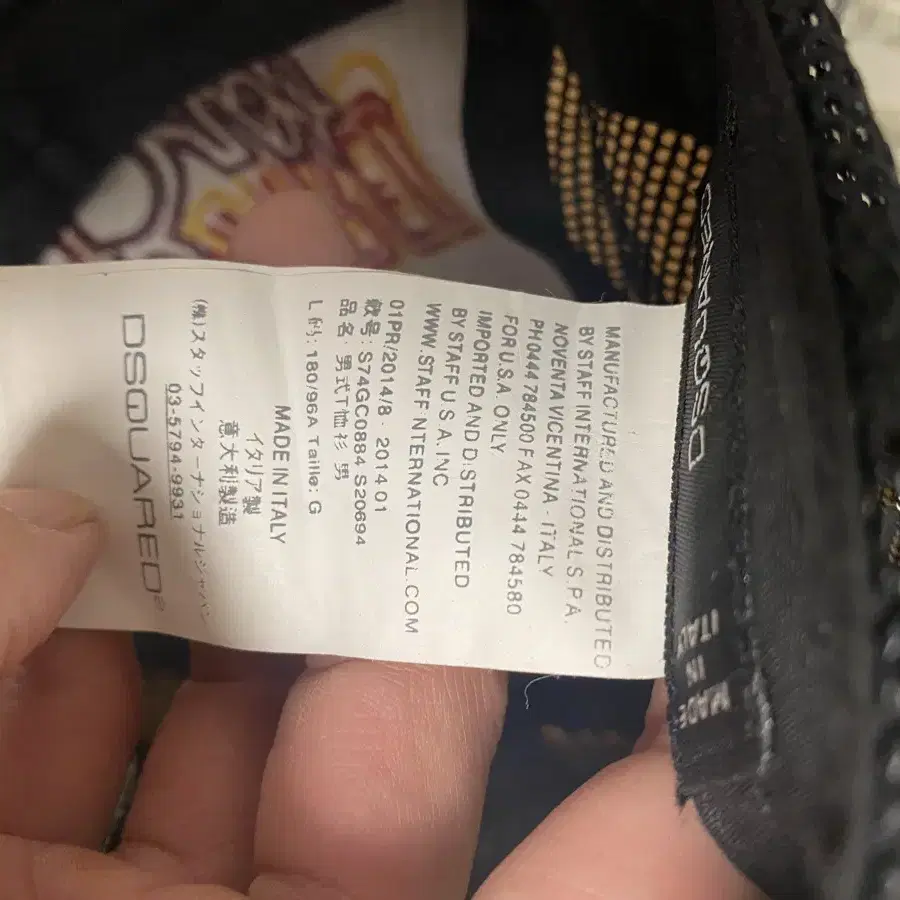 MANUFACTURED AND DISTRIBUTED
BY STAFF INTERNATIONAL S.P.A.
NOVENTA VICENTINA - ITALY
PH 0444 784500 FAX 0444 784580
FOR U.S.A. ONLY
IMPORTED AND DISTRIBUTED
BY STAFF U S A. INC
WWW.STAFF NTERNATIONAL.COM
01PR/2014/8 - 2014 01
款号: S74GC0884 S20694
品名: 男式T恤衫 男
L 码: 180/96A Taille: G
MADE IN ITALY
イタリア製
意大利製造
(株)スタッフインターナショナルジャパン
03-5794-9931
DSQUARED2
MADE
IN
ITALY